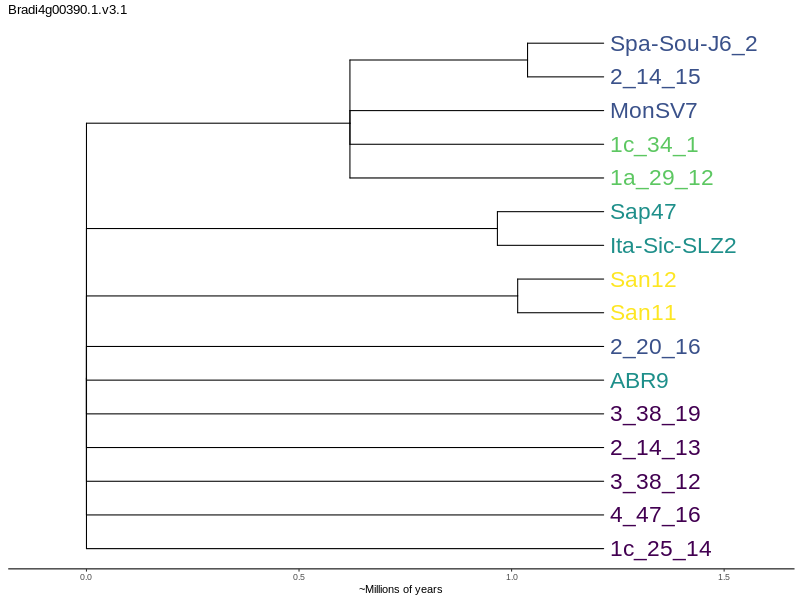 Bradi4g00390.1.v3.1
Spa-Sou-J6_2
2_14_15
MonSV7
1c_34_1
1a_29_12
Sap47
Ita-Sic-SLZ2
San12
San11
2_20_16
ABR9
3_38_19
2_14_13
3_38_12
4_47_16
1c_25_14
0.0 0.5 1.0 1.5
~Millions of years